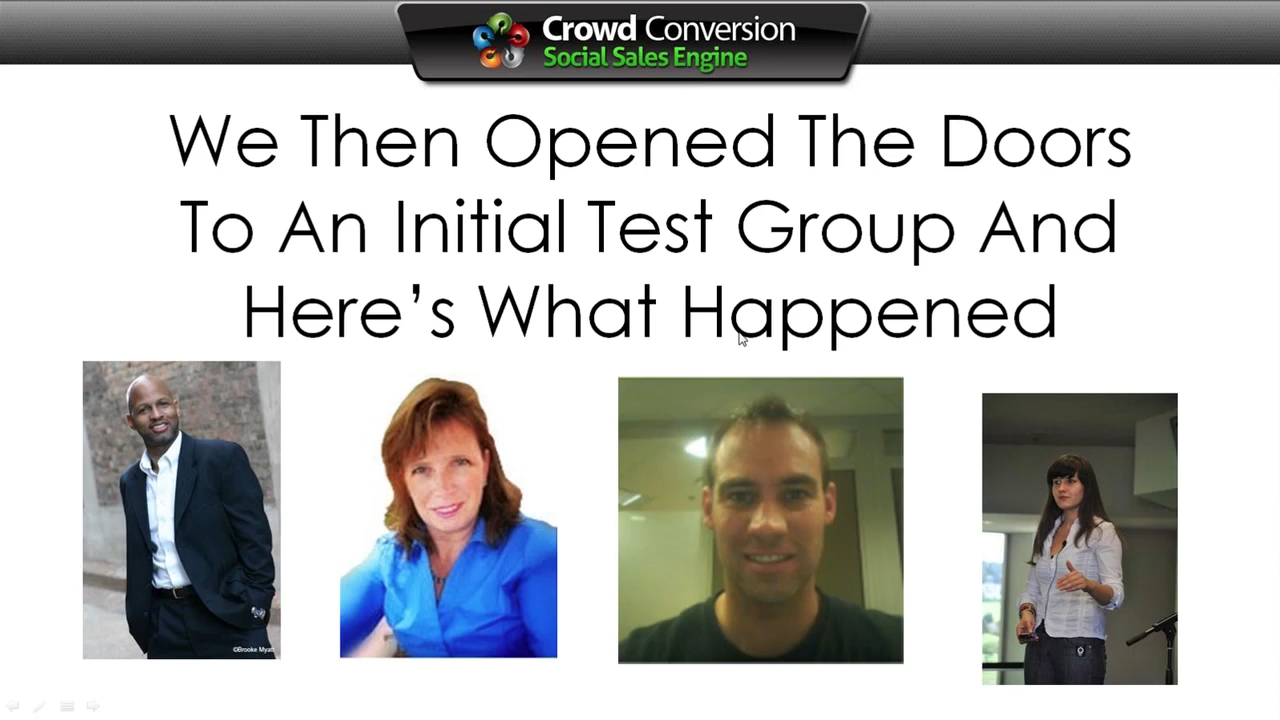 Crowd Conversion
Social Sales Engine
We Then Opened The Doors
To An Initial Test Group And
Here’s What Happened
©Brooke Myatt